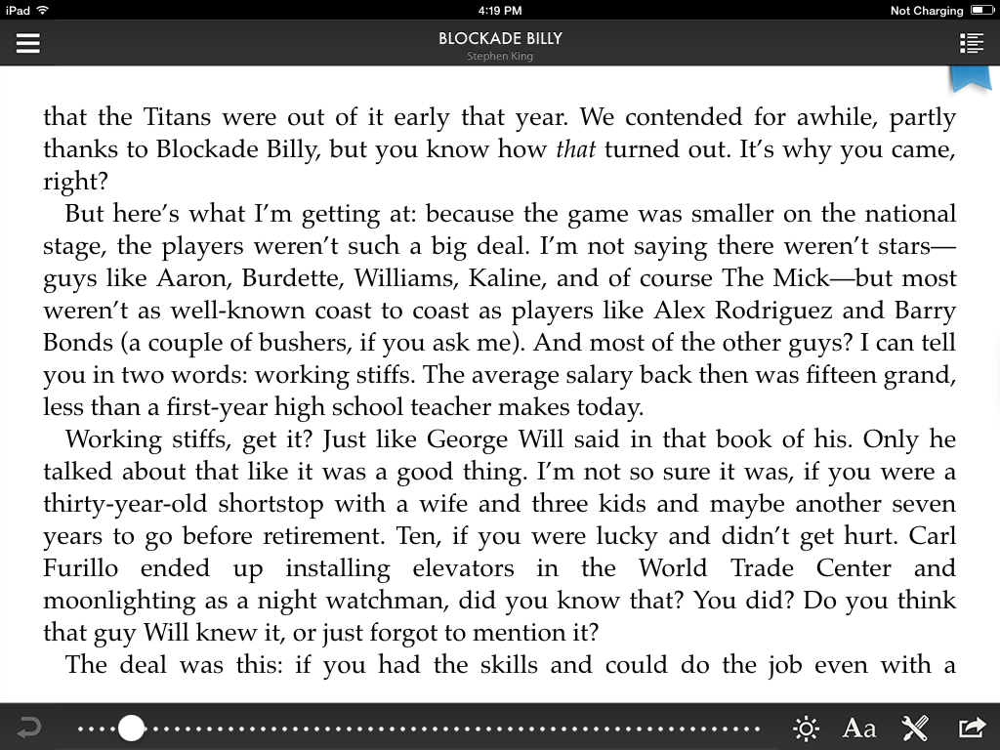 iPad
4:19 PM
Not Charging
BLOCKADE BILLY
Stephen King
that the Titans were out of it early that year. We contended for awhile, partly
thanks to Blockade Billy, but you know how that turned out. It’s why you came,
right?
But here’s what I’m getting at: because the game was smaller on the national
stage, the players weren’t such a big deal. I’m not saying there weren’t stars—
guys like Aaron, Burdette, Williams, Kaline, and of course The Mick—but most
weren’t as well-known coast to coast as players like Alex Rodriguez and Barry
Bonds (a couple of bushers, if you ask me). And most of the other guys? I can tell
you in two words: working stiffs. The average salary back then was fifteen grand,
less than a first-year high school teacher makes today.
Working stiffs, get it? Just like George Will said in that book of his. Only he
talked about that like it was a good thing. I’m not so sure it was, if you were a
thirty-year-old shortstop with a wife and three kids and maybe another seven
years to go before retirement. Ten, if you were lucky and didn’t get hurt. Carl
Furillo ended up installing elevators in the World Trade Center and
moonlighting as a night watchman, did you know that? You did? Do you think
that guy Will knew it, or just forgot to mention it?
The deal was this: if you had the skills and could do the job even with a
Aa